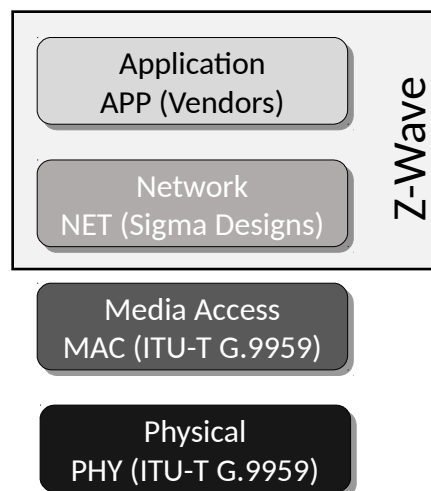 Application
APP (Vendors)
Z-Wave
Network
NET (Sigma Designs)
Media Access
MAC (ITU-T G.9959)
Physical
PHY (ITU-T G.9959)